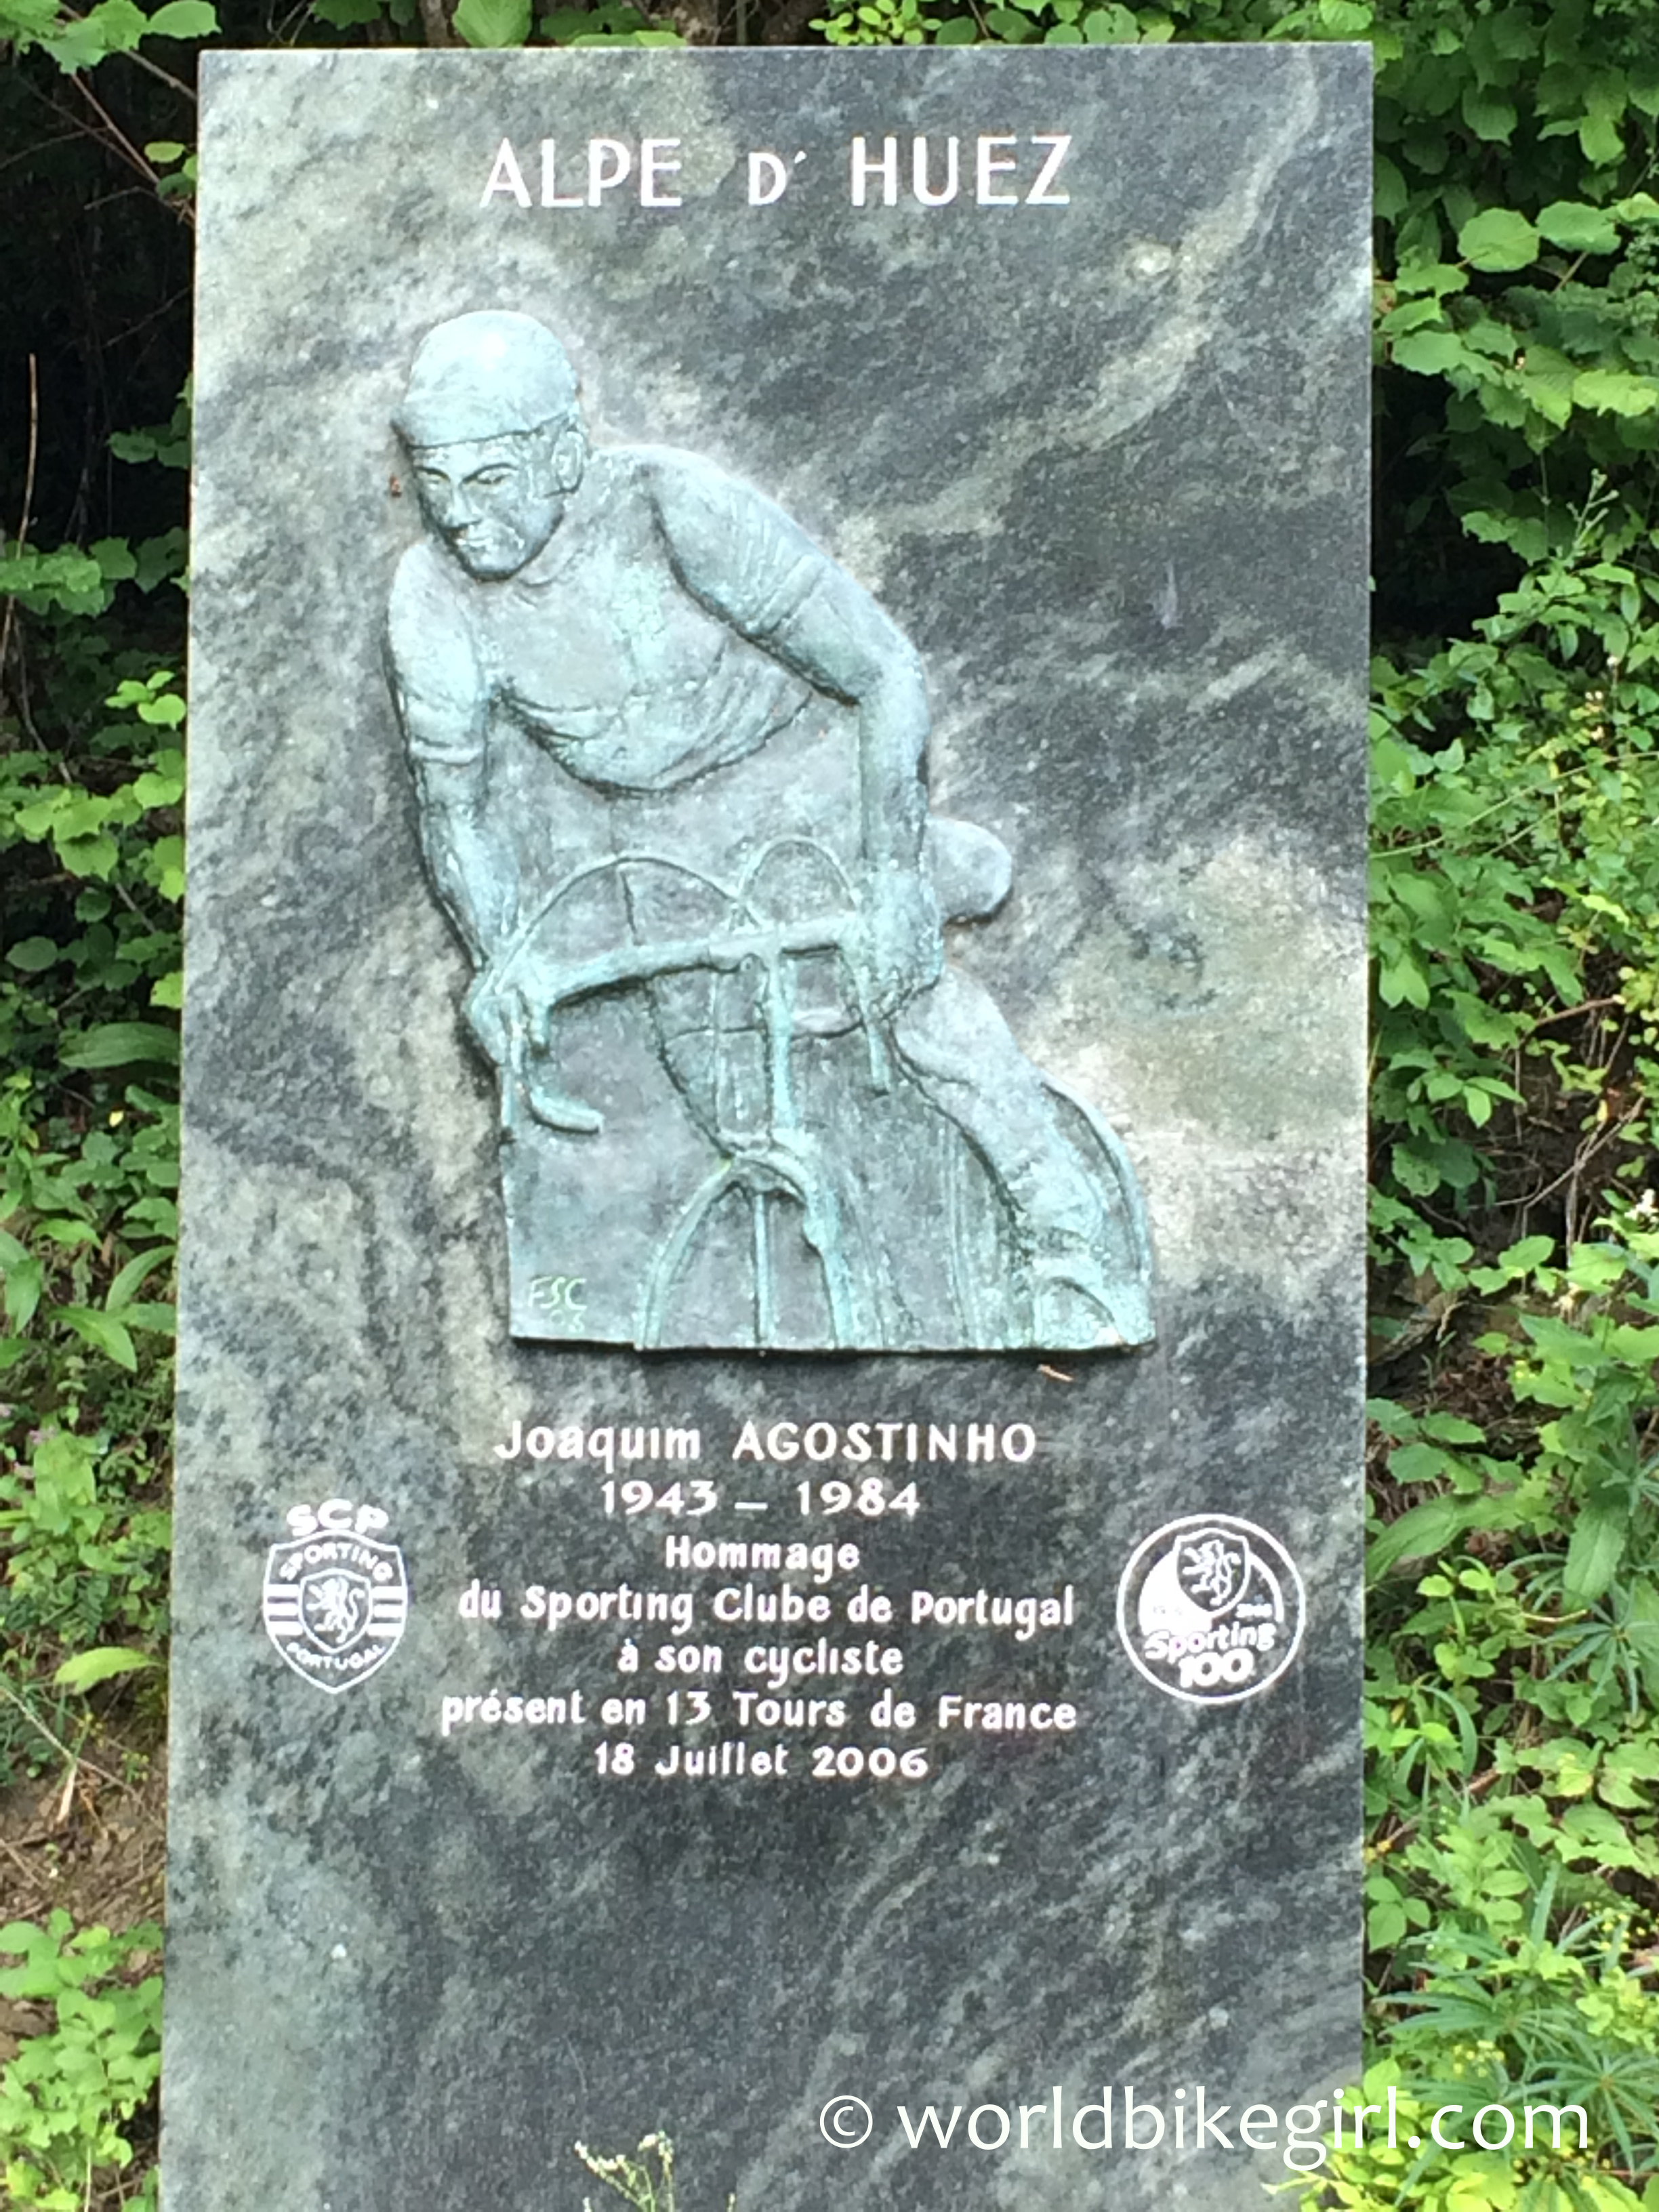 ALPE D' HUEZ
FSC
Joaquim AGOSTINHO
1943 – 1984
Hommage
du Sporting Clube de Portugal
à son cycliste
présent en 13 Tours de France
18 Juillet 2006
SCP
SPORTING
PORTUGAL
Sporting
100
© worldbikegirl.com